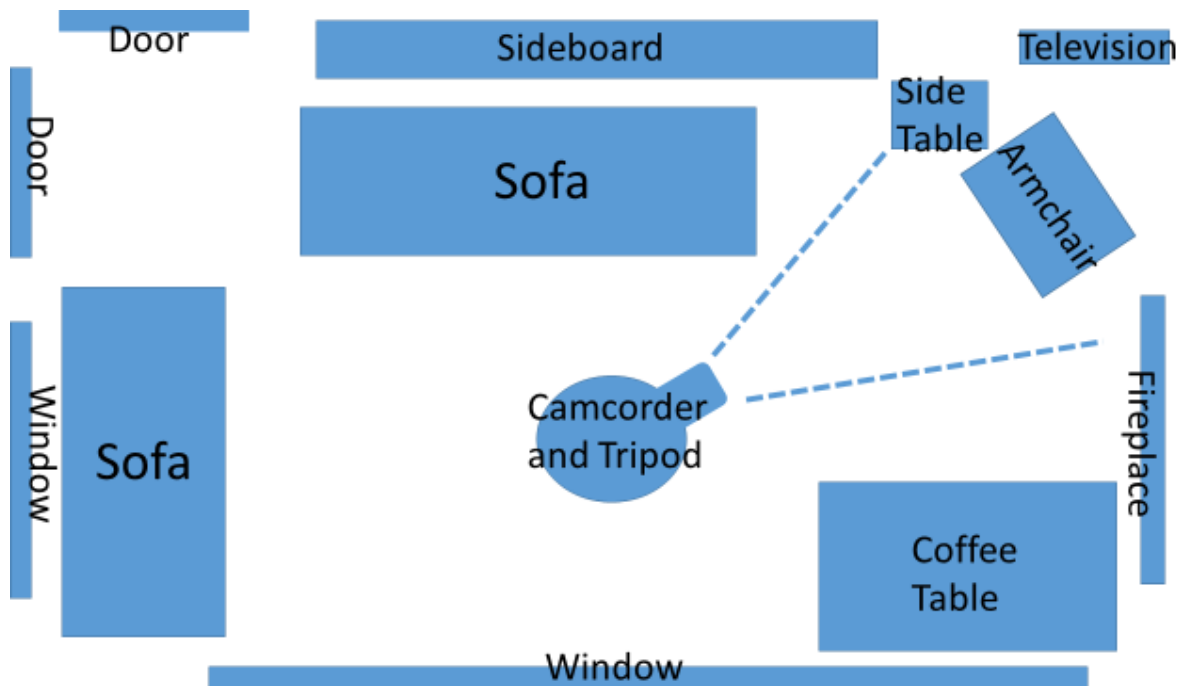 Door
Sideboard
Television
Side
Table
Door
Sofa
Armchair
Window
Sofa
Camcorder
and Tripod
Fireplace
Coffee
Table
Window